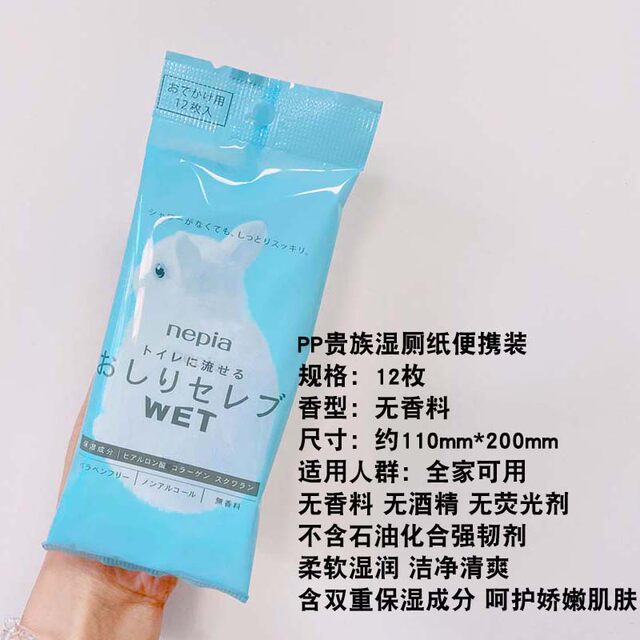 おでかけ用
12枚入
シャワーがなくても、しっとりスッキリ。
nepia
トイレに流せる
おしりセレブ
WET
保湿成分 ヒアルロン酸 コラーゲン スクワラン
パラベンフリー ノンアルコール 無香料
PP贵族湿厕纸便携装
规格：12枚
香型：无香料
尺寸：约110mm*200mm
适用人群：全家可用
无香料 无酒精 无荧光剂
不含石油化合强韧剂
柔软湿润 洁净清爽
含双重保湿成分 呵护娇嫩肌肤